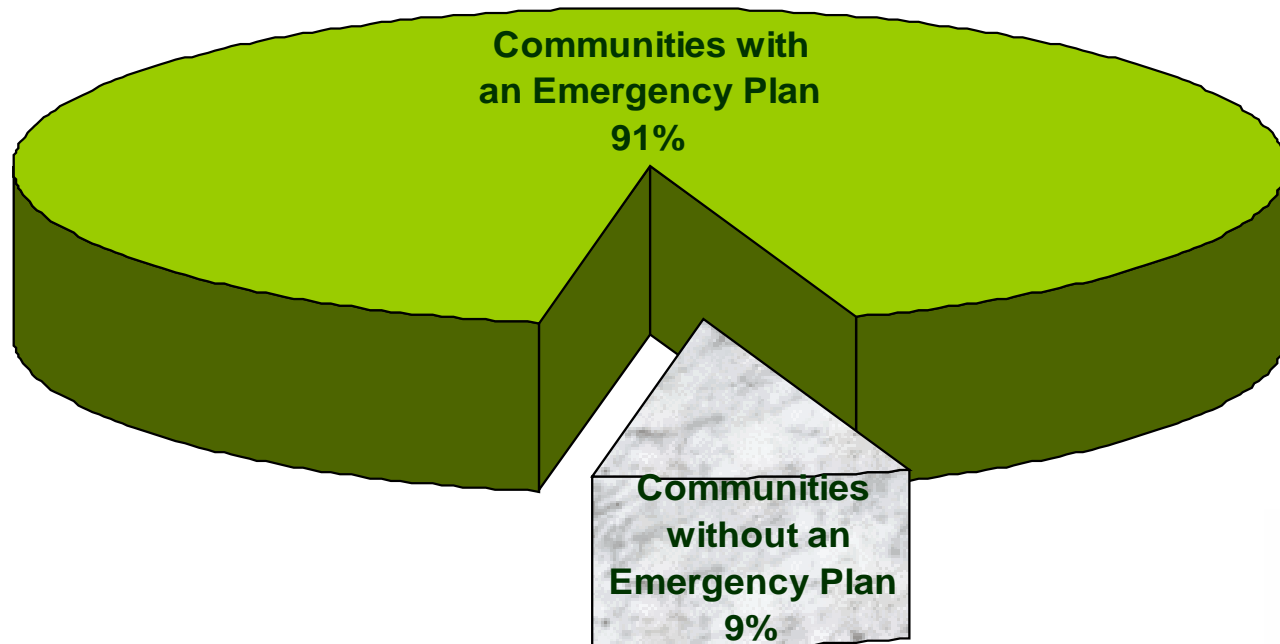 Communities with
an Emergency Plan
91%
Communities
without an
Emergency Plan
9%